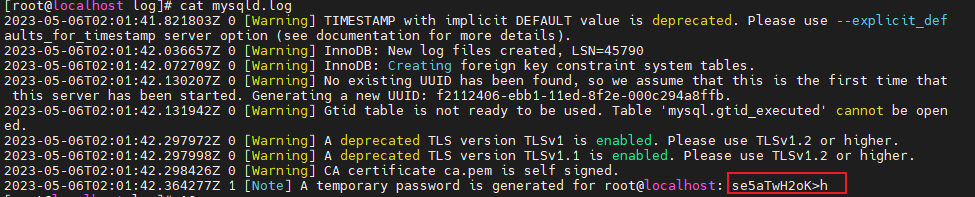 [root@localhost log]# cat mysqld.log
2023-05-06T02:01:41.821803Z 0 [Warning] TIMESTAMP with implicit DEFAULT value is deprecated. Please use --explicit_def
aults_for_timestamp server option (see documentation for more details).
2023-05-06T02:01:42.036657Z 0 [Warning] InnoDB: New log files created, LSN=45790
2023-05-06T02:01:42.072709Z 0 [Warning] InnoDB: Creating foreign key constraint system tables.
2023-05-06T02:01:42.130207Z 0 [Warning] No existing UUID has been found, so we assume that this is the first time that
 this server has been started. Generating a new UUID: f2112406-ebb1-11ed-8f2e-000c294a8ffb.
2023-05-06T02:01:42.131942Z 0 [Warning] Gtid table is not ready to be used. Table 'mysql.gtid_executed' cannot be open
ed.
2023-05-06T02:01:42.297972Z 0 [Warning] A deprecated TLS version TLSv1 is enabled. Please use TLSv1.2 or higher.
2023-05-06T02:01:42.297998Z 0 [Warning] A deprecated TLS version TLSv1.1 is enabled. Please use TLSv1.2 or higher.
2023-05-06T02:01:42.298426Z 0 [Warning] CA certificate ca.pem is self signed.
2023-05-06T02:01:42.364277Z 1 [Note] A temporary password is generated for root@localhost: se5aTwH2oK>h